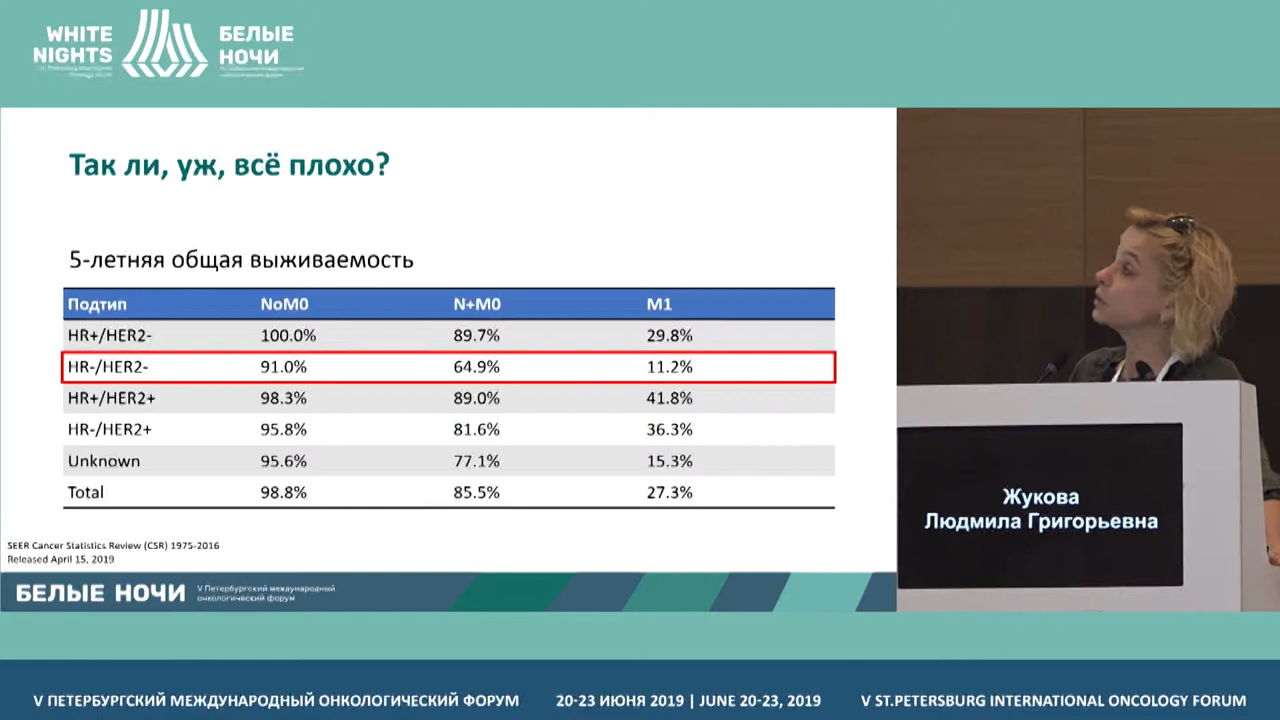 WHITE
NIGHTS
БЕЛЫЕ
НОЧИ
Так ли, уж, всё плохо?
5-летняя общая выживаемость
Подтип NoM0 N+M0 M1
HR+/HER2- 100.0% 89.7% 29.8%
HR-/HER2- 91.0% 64.9% 11.2%
HR+/HER2+ 98.3% 89.0% 41.8%
HR-/HER2+ 95.8% 81.6% 36.3%
Unknown 95.6% 77.1% 15.3%
Total 98.8% 85.5% 27.3%
SEER Cancer Statistics Review (CSR) 1975-2016
Released April 15, 2019
БЕЛЫЕ НОЧИ
V Петербургский международный
онкологический форум
Жукова
Людмила Григорьевна
V ПЕТЕРБУРГСКИЙ МЕЖДУНАРОДНЫЙ ОНКОЛОГИЧЕСКИЙ ФОРУМ 20-23 ИЮНЯ 2019 | JUNE 20-23, 2019 V ST.PETERSBURG INTERNATIONAL ONCOLOGY FORUM